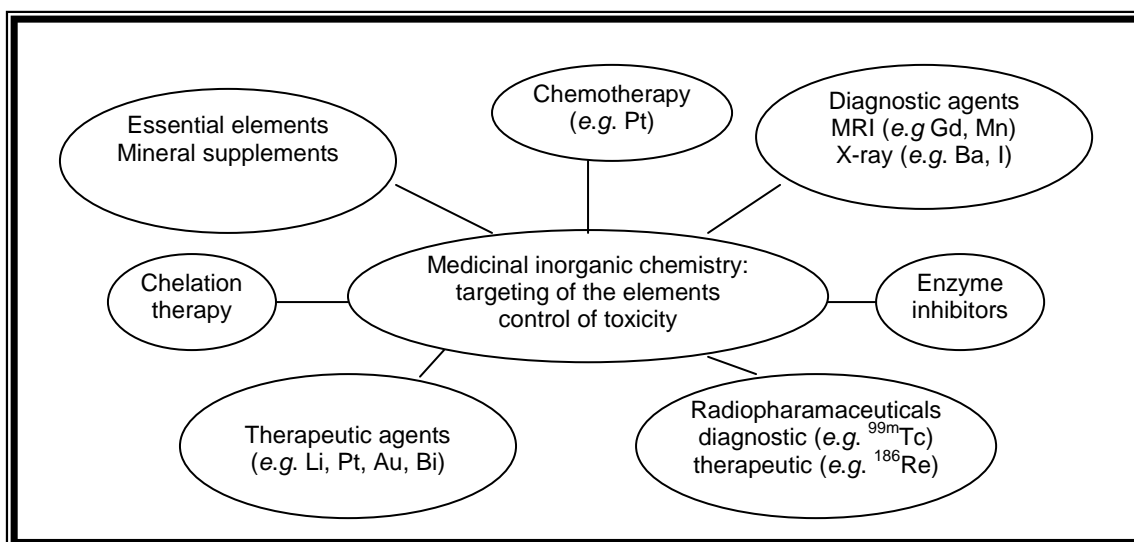 Essential elements
Mineral supplements
Chemotherapy
(e.g. Pt)
Diagnostic agents
MRI (e.g Gd, Mn)
X-ray (e.g. Ba, I)
Chelation
therapy
Medicinal inorganic chemistry:
targeting of the elements
control of toxicity
Enzyme
inhibitors
Therapeutic agents
(e.g. Li, Pt, Au, Bi)
Radiopharamaceuticals
diagnostic (e.g. ⁹⁹ᵐTc)
therapeutic (e.g. ¹⁸⁶Re)